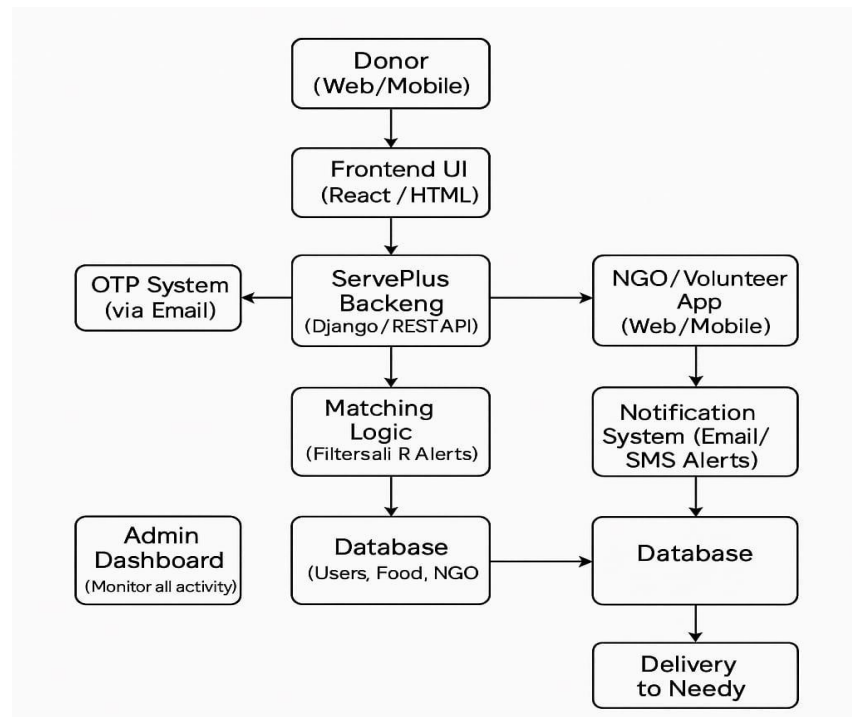 Donor
(Web/Mobile)
Frontend UI
(React / HTML)
OTP System
(via Email)
ServePlus
Backeng
(Django/RESTAPI)
NGO/Volunteer
App
(Web/Mobile)
Matching
Logic
(Filtersali R Alerts)
Notification
System (Email/
SMS Alerts)
Admin
Dashboard
(Monitor all activity)
Database
(Users, Food, NGO
Database
Delivery
to Needy